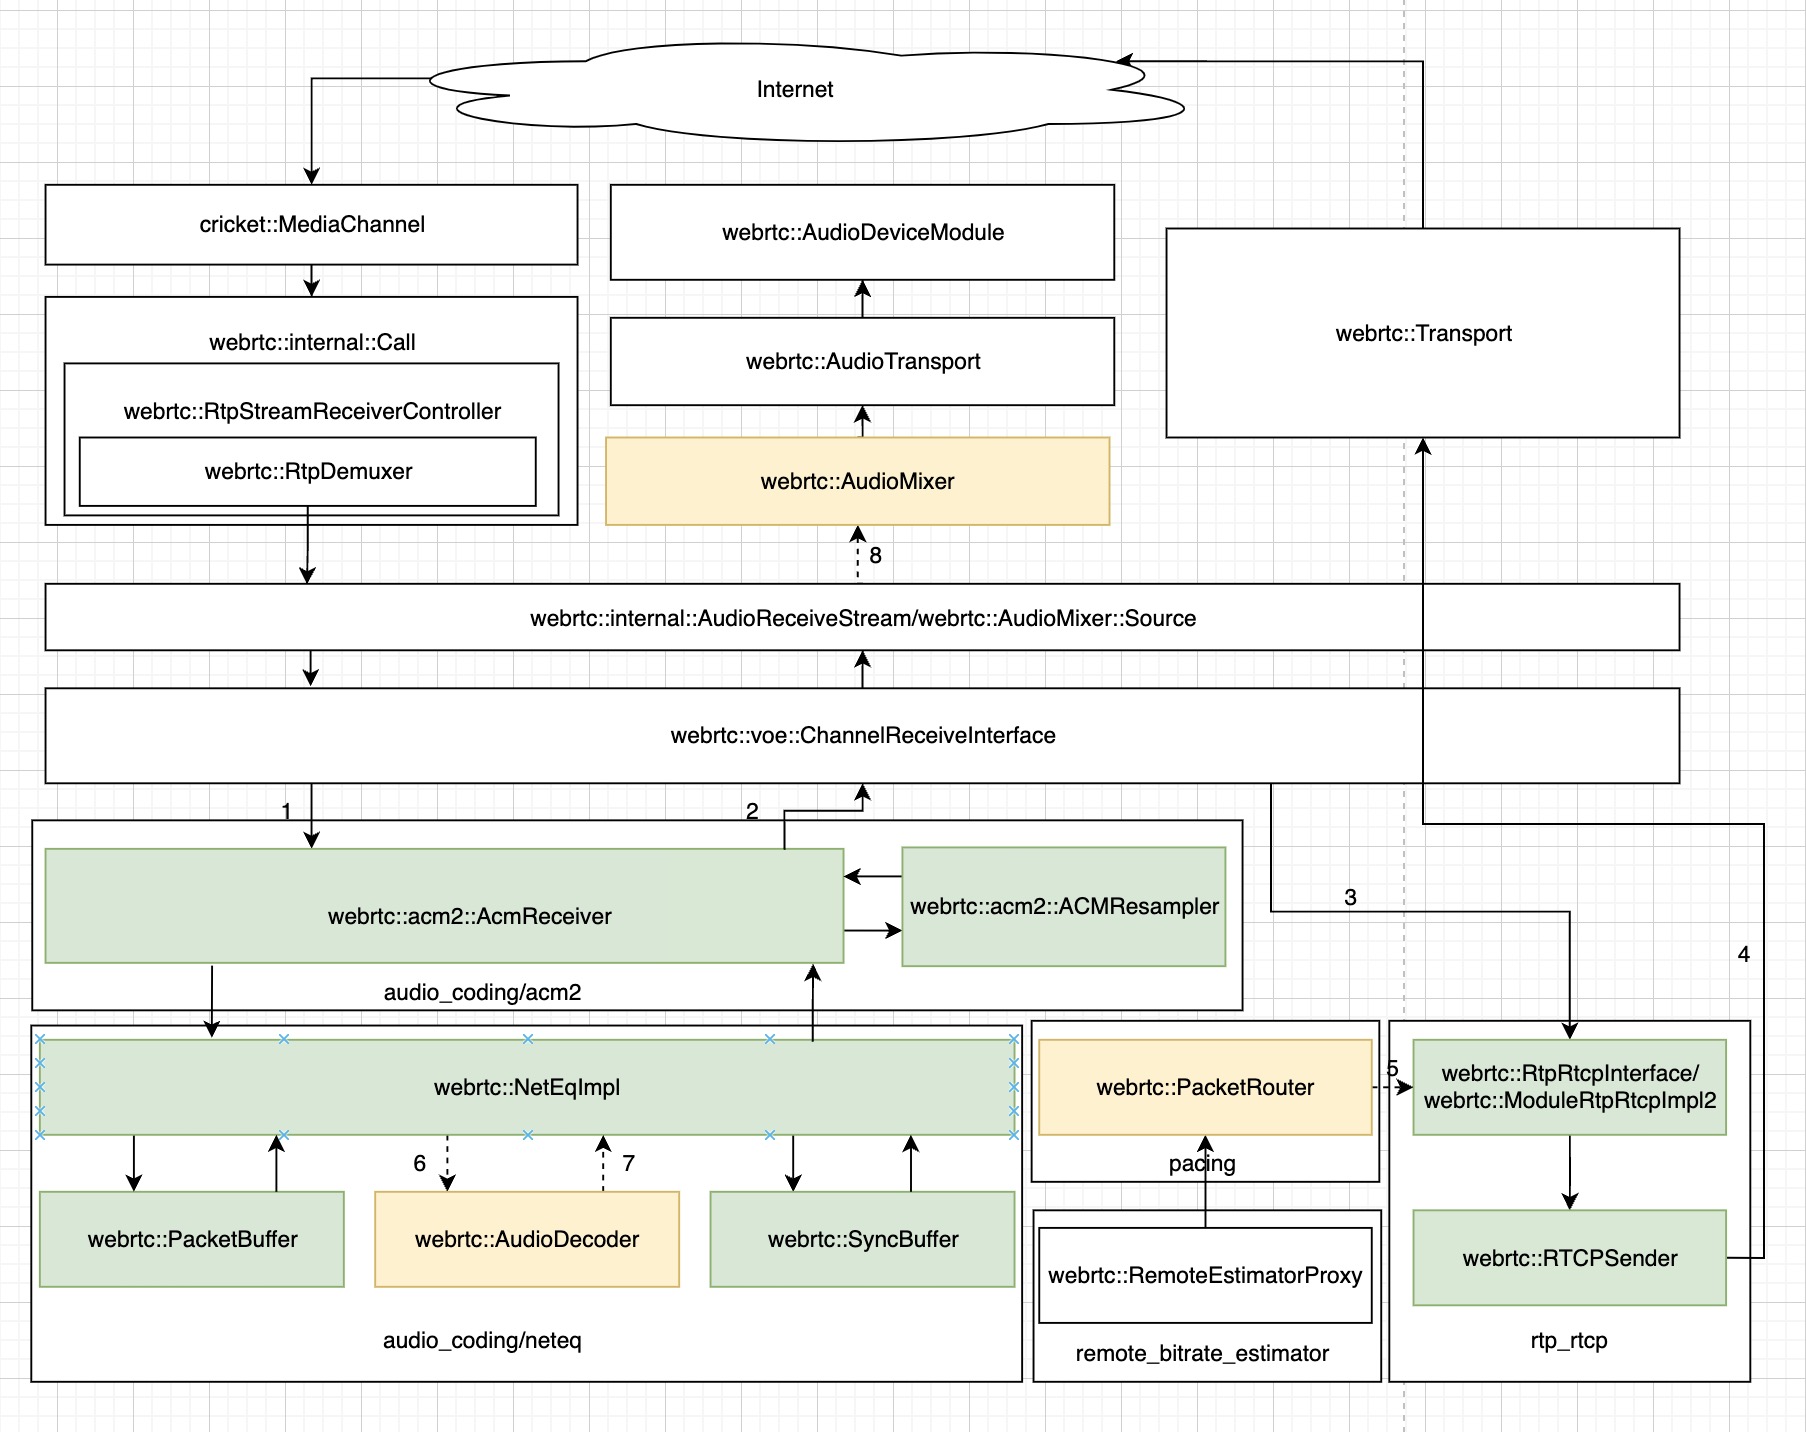 Internet
cricket::MediaChannel
webrtc::AudioDeviceModule
webrtc::Transport
webrtc::internal::Call
webrtc::AudioTransport
webrtc::RtpStreamReceiverController
webrtc::RtpDemuxer
webrtc::AudioMixer
8
webrtc::internal::AudioReceiveStream/webrtc::AudioMixer::Source
webrtc::voe::ChannelReceiveInterface
1
2
3
webrtc::acm2::AcmReceiver
webrtc::acm2::ACMResampler
4
audio_coding/acm2
webrtc::NetEqImpl
webrtc::PacketRouter
5
webrtc::RtpRtcpInterface/
webrtc::ModuleRtpRtcpImpl2
6
7
pacing
webrtc::PacketBuffer
webrtc::AudioDecoder
webrtc::SyncBuffer
webrtc::RemoteEstimatorProxy
webrtc::RTCPSender
audio_coding/neteq
remote_bitrate_estimator
rtp_rtcp